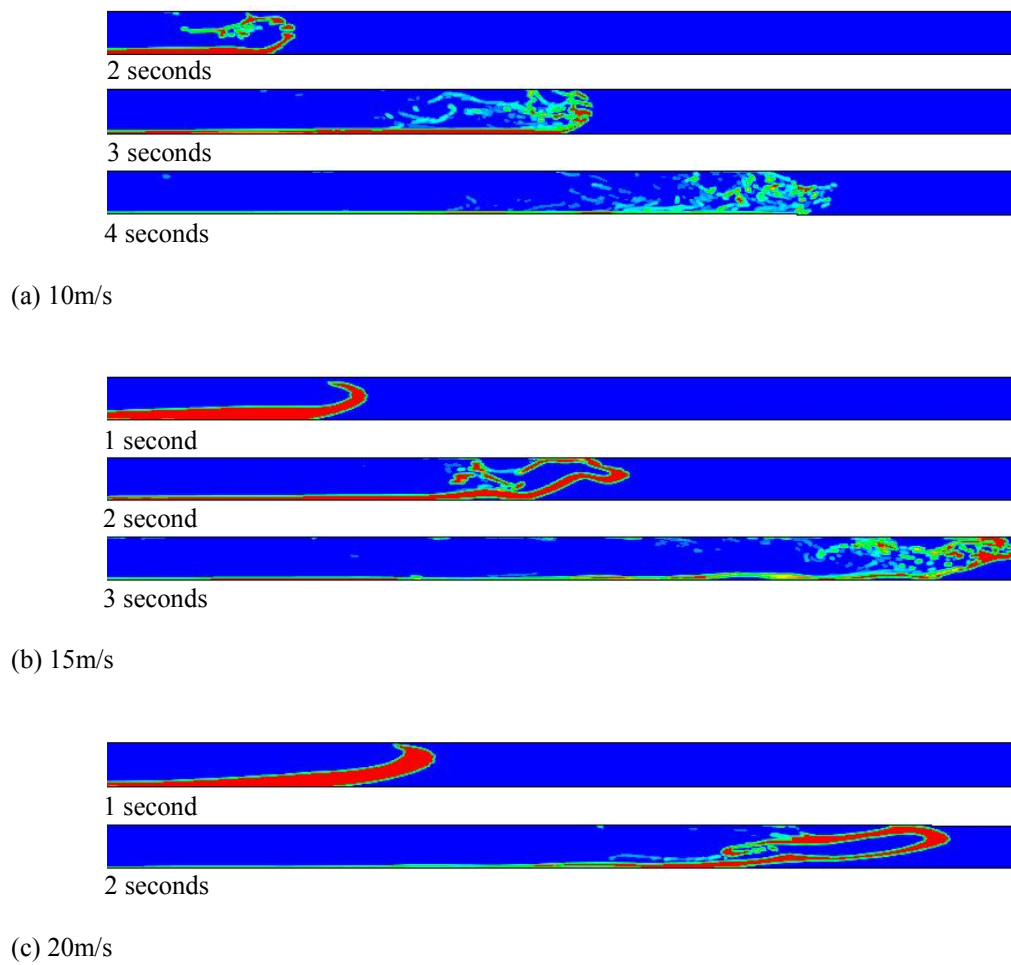 2 seconds
3 seconds
4 seconds
(a) 10m/s
1 second
2 second
3 seconds
(b) 15m/s
1 second
2 seconds
(c) 20m/s